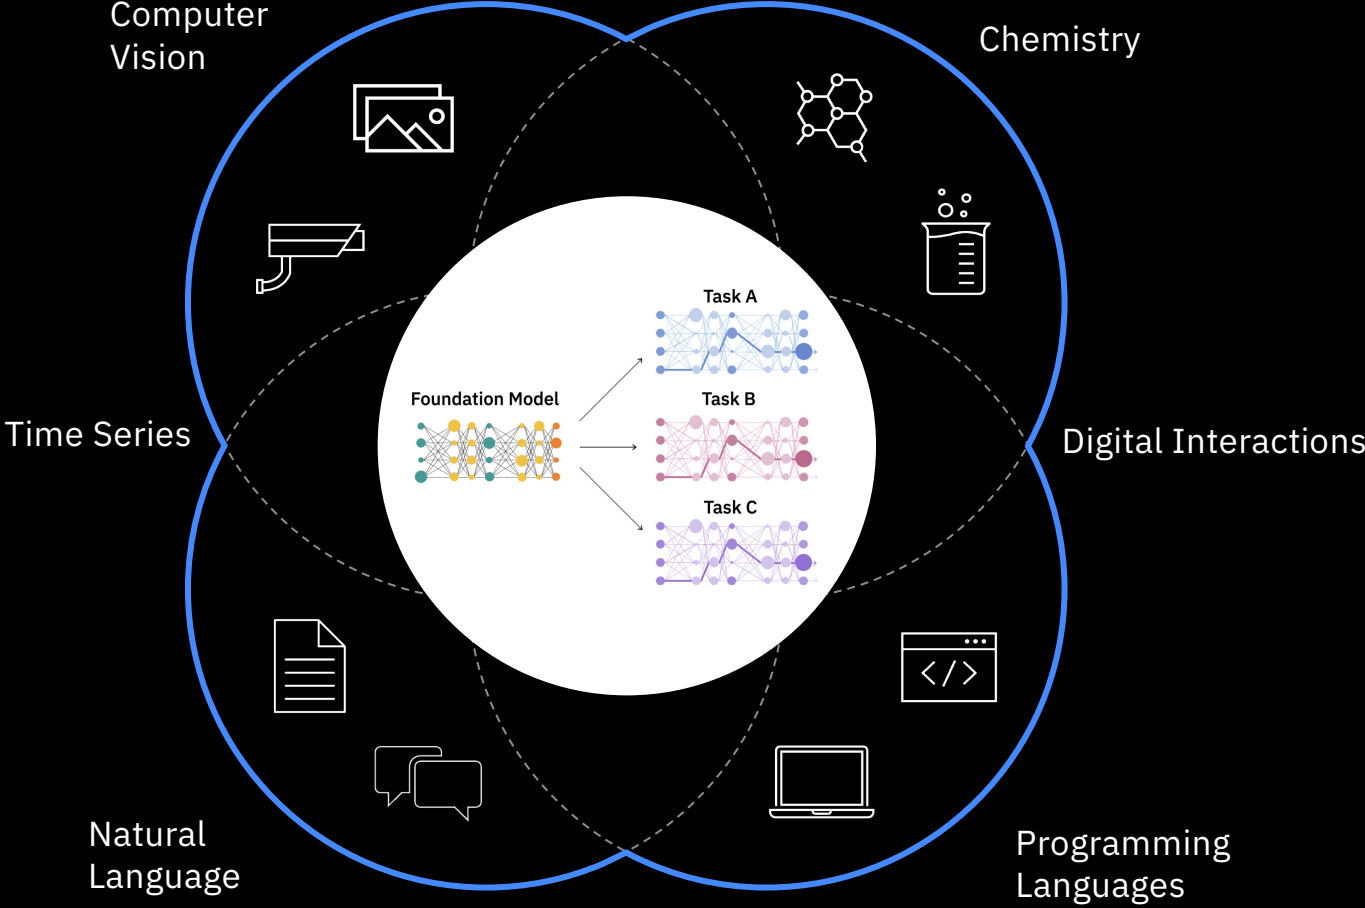 Computer
Vision
Chemistry
Task A
Foundation Model
Task B
Time Series
Digital Interactions
Task C
</>
Natural
Language
Programming
Languages